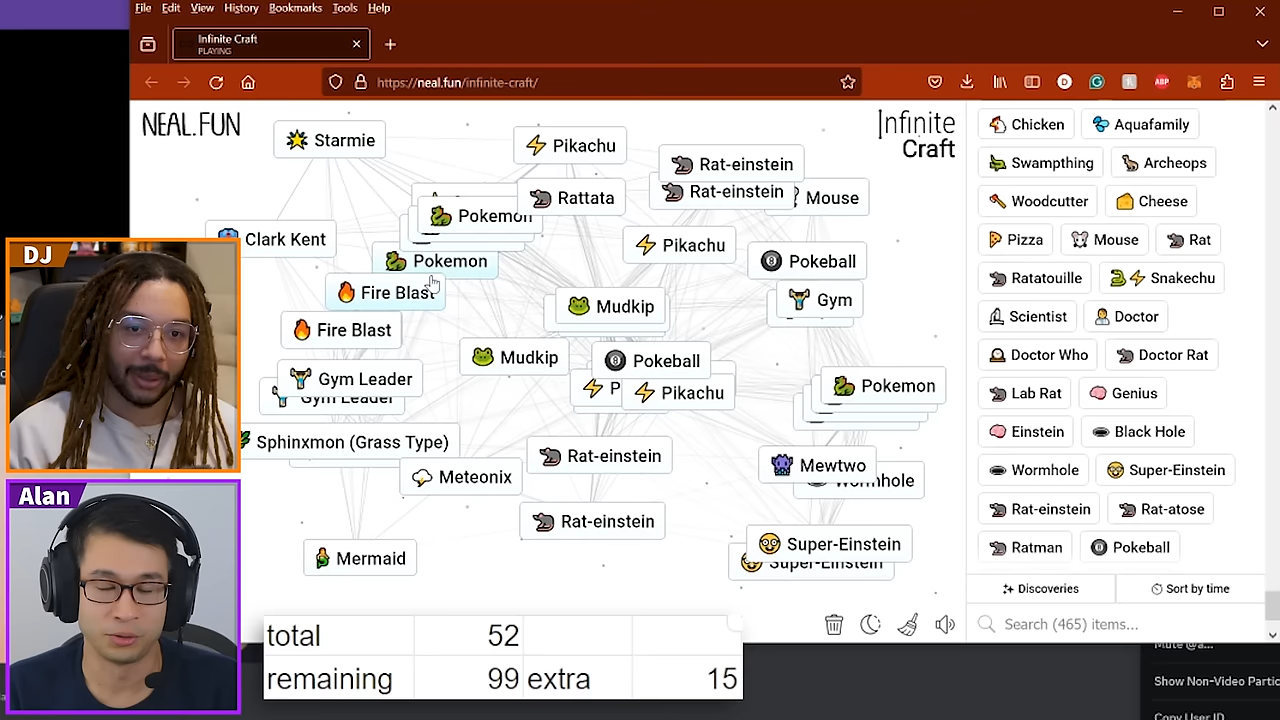 File Edit View History Bookmarks Tools Help
Infinite Craft
PLAYING
https://neal.fun/infinite-craft/
NEAL.FUN
Infinite
Craft
Starmie
Pikachu
Rat-einstein
Rat-einstein
Mouse
Rattata
Pokemon
Clark Kent
Pikachu
Pokemon
Pokeball
Fire Blast
Gym
Mudkip
Fire Blast
Mudkip
Pokeball
Gym Leader
Gym Leader
P
Pikachu
Pokemon
Sphinxmon (Grass Type)
Rat-einstein
Mewtwo
Wormhole
Meteonix
Rat-einstein
Super-Einstein
Super-Einstein
Mermaid
Chicken Aquafamily
Swampthing Archeops
Woodcutter Cheese
Pizza Mouse Rat
Ratatouille Snakechu
Scientist Doctor
Doctor Who Doctor Rat
Lab Rat Genius
Einstein Black Hole
Wormhole Super-Einstein
Rat-einstein Rat-atose
Ratman Pokeball
Discoveries Sort by time
Search (465) items...
DJ
Alan
total 52
remaining 99 extra 15
Mute @a...
Show Non-Video Partic
Copy User ID